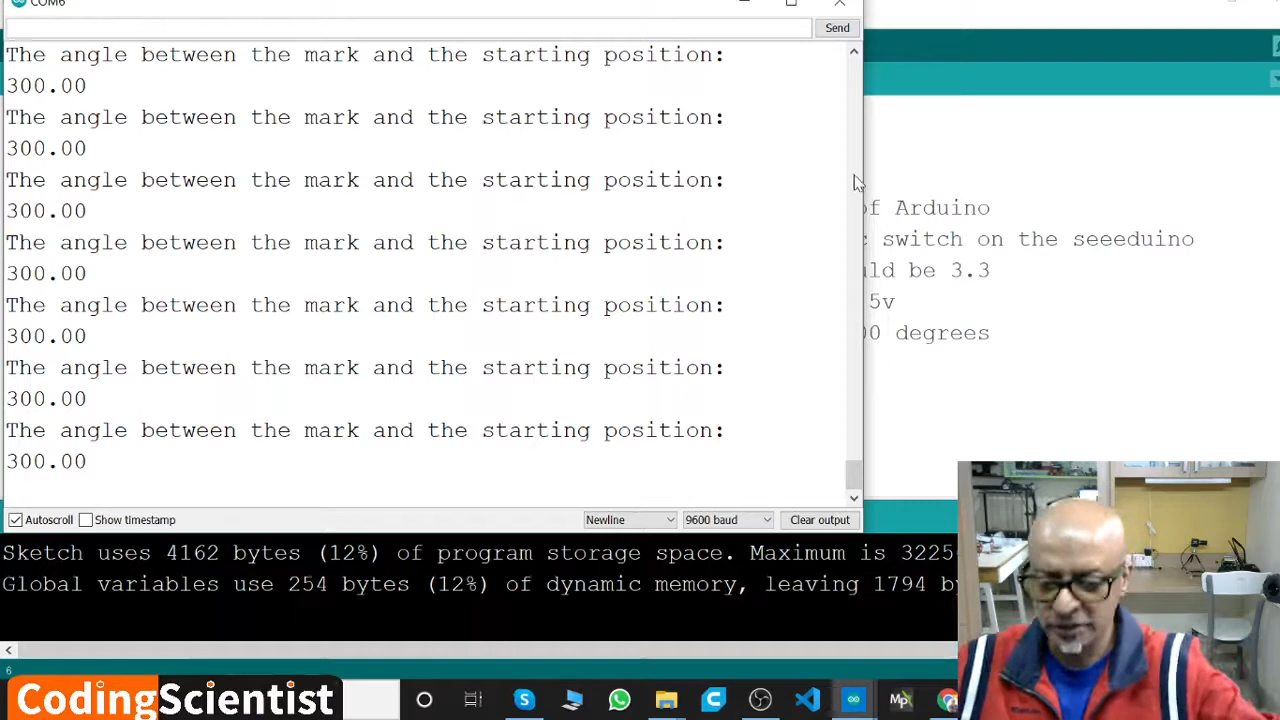 COM6
Send
The angle between the mark and the starting position:
300.00
The angle between the mark and the starting position:
300.00
The angle between the mark and the starting position:
300.00
The angle between the mark and the starting position:
300.00
The angle between the mark and the starting position:
300.00
The angle between the mark and the starting position:
300.00
The angle between the mark and the starting position:
300.00
of Arduino
switch on the seeeduino
be 3.3
5v
degrees
Autoscroll Show timestamp Newline 9600 baud Clear output
Sketch uses 4162 bytes (12%) of program storage space. Maximum is 3225
Global variables use 254 bytes (12%) of dynamic memory, leaving 1794 by
6
CodingScientist